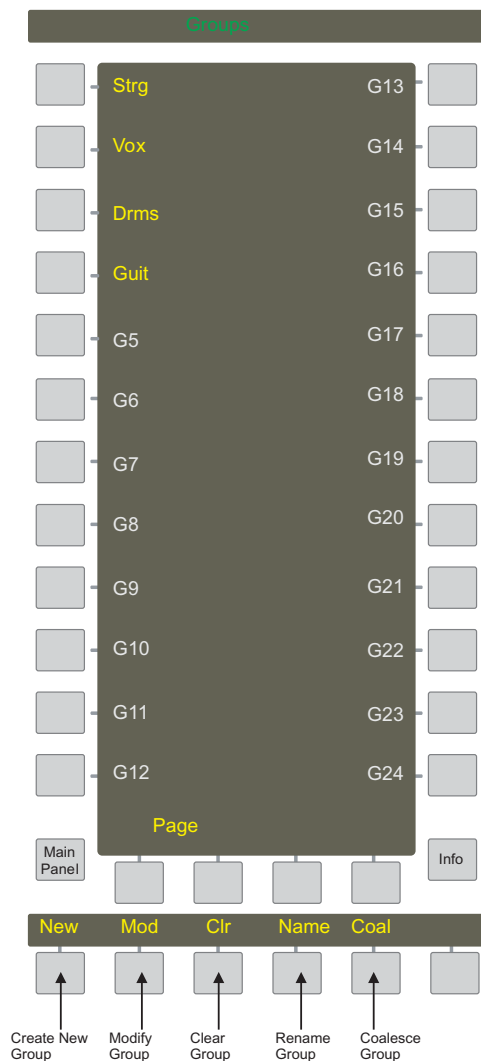 Groups
Strg G13
Vox G14
Drms G15
Guit G16
G5 G17
G6 G18
G7 G19
G8 G20
G9 G21
G10 G22
G11 G23
G12 G24
Page
Main
Panel
Info
New Mod Clr Name Coal
Create New
Group
Modify
Group
Clear
Group
Rename
Group
Coalesce
Group